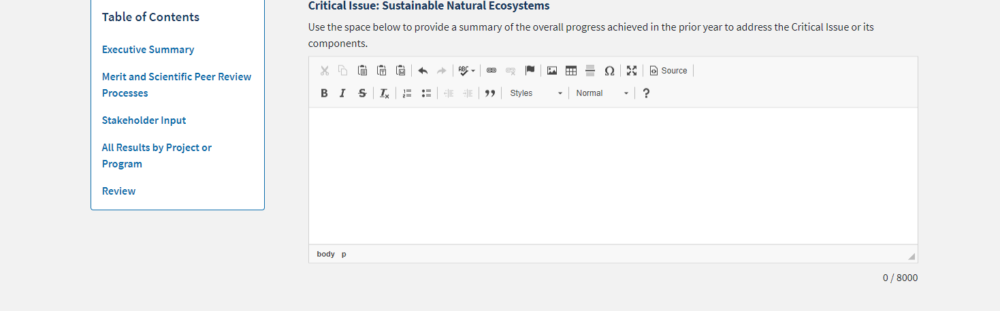 Table of Contents
Executive Summary
Merit and Scientific Peer Review
Processes
Stakeholder Input
All Results by Project or
Program
Review
Critical Issue: Sustainable Natural Ecosystems
Use the space below to provide a summary of the overall progress achieved in the prior year to address the Critical Issue or its
components.
ABC
Source
B I S Tx
Styles
Normal
?
body p
0 / 8000